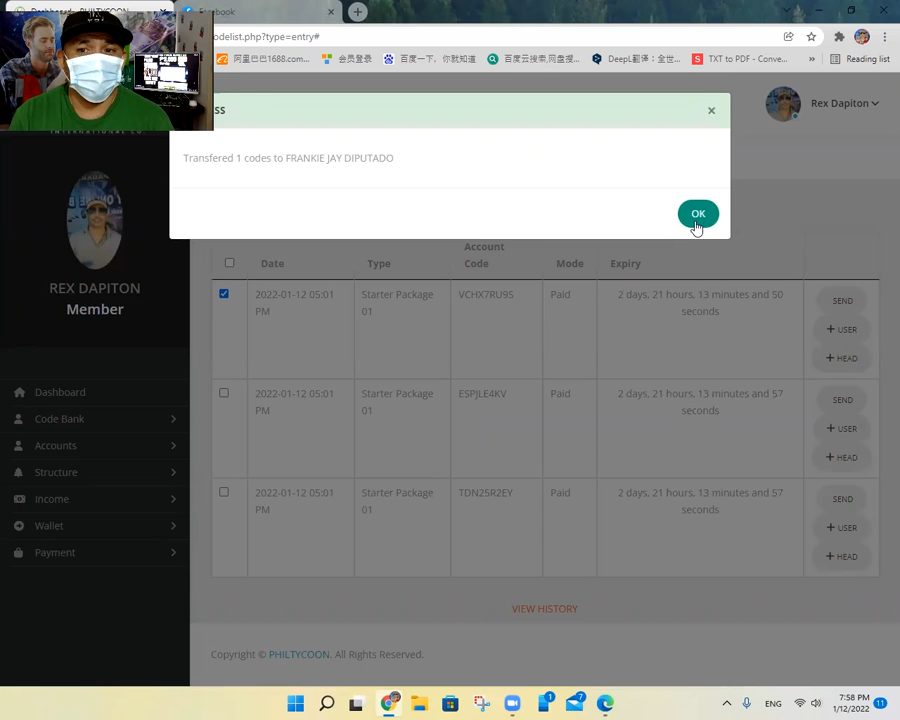 Facebook
odelist.php?type=entry#
阿里巴巴1688.com...
会员登录
百度一下，你就知道
百度云搜索,网盘搜...
DeepL翻译：全世...
TXT to PDF - Conve...
»
Reading list
Rex Dapiton
SS
×
Transfered 1 codes to FRANKIE JAY DIPUTADO
OK
INTERNATIONAL CO.
REX DAPITON
Member
Dashboard
Code Bank
Accounts
Structure
Income
Wallet
Payment
Date
Type
Account
Code
Mode
Expiry
2022-01-12 05:01
PM
Starter Package
01
VCHX7RU9S
Paid
2 days, 21 hours, 13 minutes and 50
seconds
SEND
+ USER
+ HEAD
2022-01-12 05:01
PM
Starter Package
01
ESPJLE4KV
Paid
2 days, 21 hours, 13 minutes and 57
seconds
SEND
+ USER
+ HEAD
2022-01-12 05:01
PM
Starter Package
01
TDN25R2EY
Paid
2 days, 21 hours, 13 minutes and 57
seconds
SEND
+ USER
+ HEAD
VIEW HISTORY
Copyright © PHILTYCOON. All Rights Reserved.
1
7
ENG
7:58 PM
1/12/2022
11